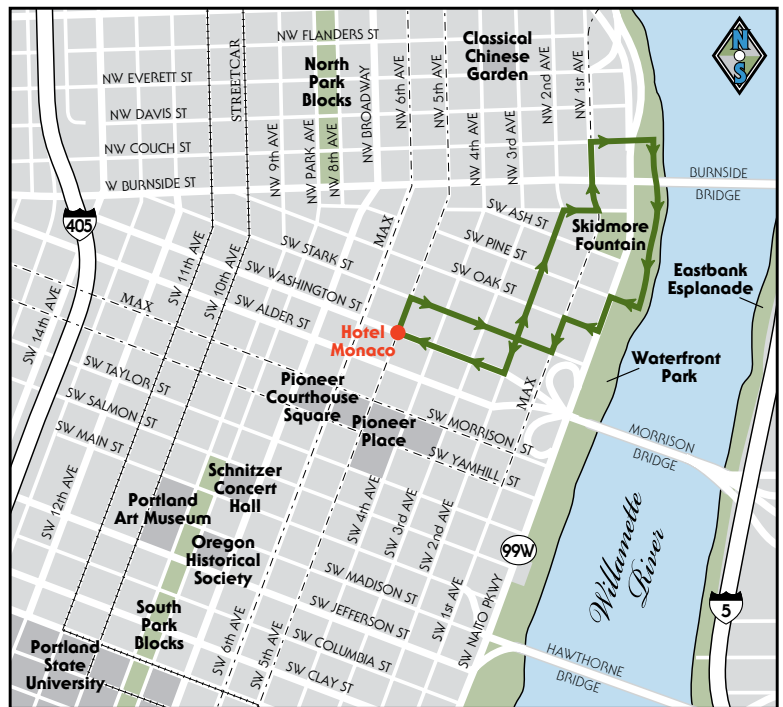 NW FLANDERS ST
NW EVERETT ST
NW DAVIS ST
NW COUCH ST
W BURNSIDE ST
STREETCAR
NW 9th AVE
NW PARK AVE
NW 8th AVE
North
Park
Blocks
NW BROADWAY
NW 6th AVE
NW 5th AVE
Classical
Chinese
Garden
NW 4th AVE
NW 3rd AVE
NW 2nd AVE
NW 1st AVE
N
S
BURNSIDE
BRIDGE
405
SW 11th AVE
SW 10th AVE
SW 14th AVE
MAX
MAX
SW STARK ST
SW WASHINGTON ST
SW ALDER ST
SW ASH ST
SW PINE ST
SW OAK ST
Skidmore
Fountain
Eastbank
Esplanade
Hotel
Monaco
Waterfront
Park
MAX
Pioneer
Courthouse
Square
Pioneer
Place
SW MORRISON ST
SW YAMHILL ST
MORRISON
BRIDGE
SW TAYLOR ST
SW SALMON ST
SW MAIN ST
SW 12th AVE
Schnitzer
Concert
Hall
Portland
Art Museum
Oregon
Historical
Society
SW 4th AVE
SW 3rd AVE
SW 2nd AVE
SW 1st AVE
99W
SW NAITO PKWY
Willamette
River
SW MADISON ST
SW JEFFERSON ST
SW COLUMBIA ST
SW CLAY ST
SW 6th AVE
SW 5th AVE
South
Park
Blocks
Portland
State
University
HAWTHORNE
BRIDGE
5